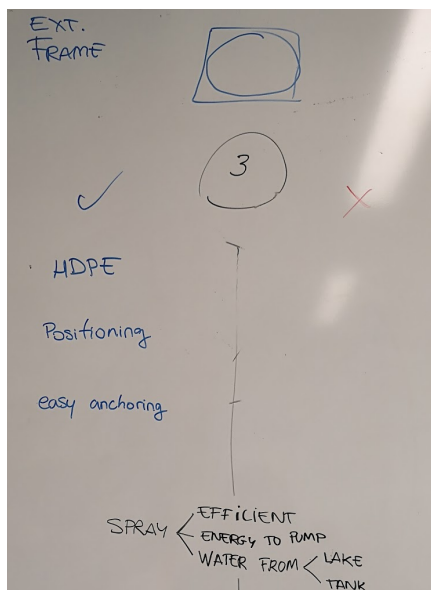 EXT.
FRAME
3
HDPE
Positioning
easy anchoring
SPRAY
EFFiCiENT
ENERGY TO PUMP
WATER FROM
LAKE
TANK